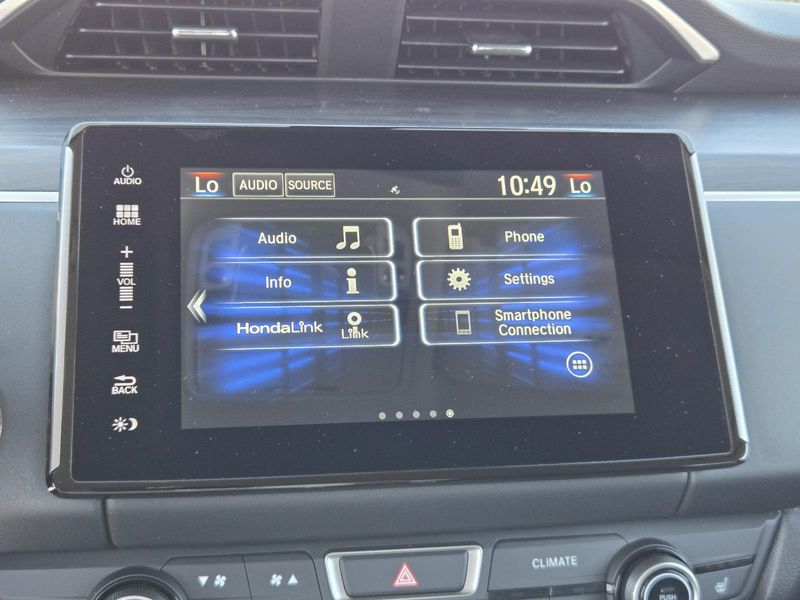 AUDIO
HOME
+
VOL
−
MENU
BACK
Lo AUDIO SOURCE 10:49 Lo
Audio Phone
Info Settings
HondaLink Link Smartphone
Connection
CLIMATE
PUSH